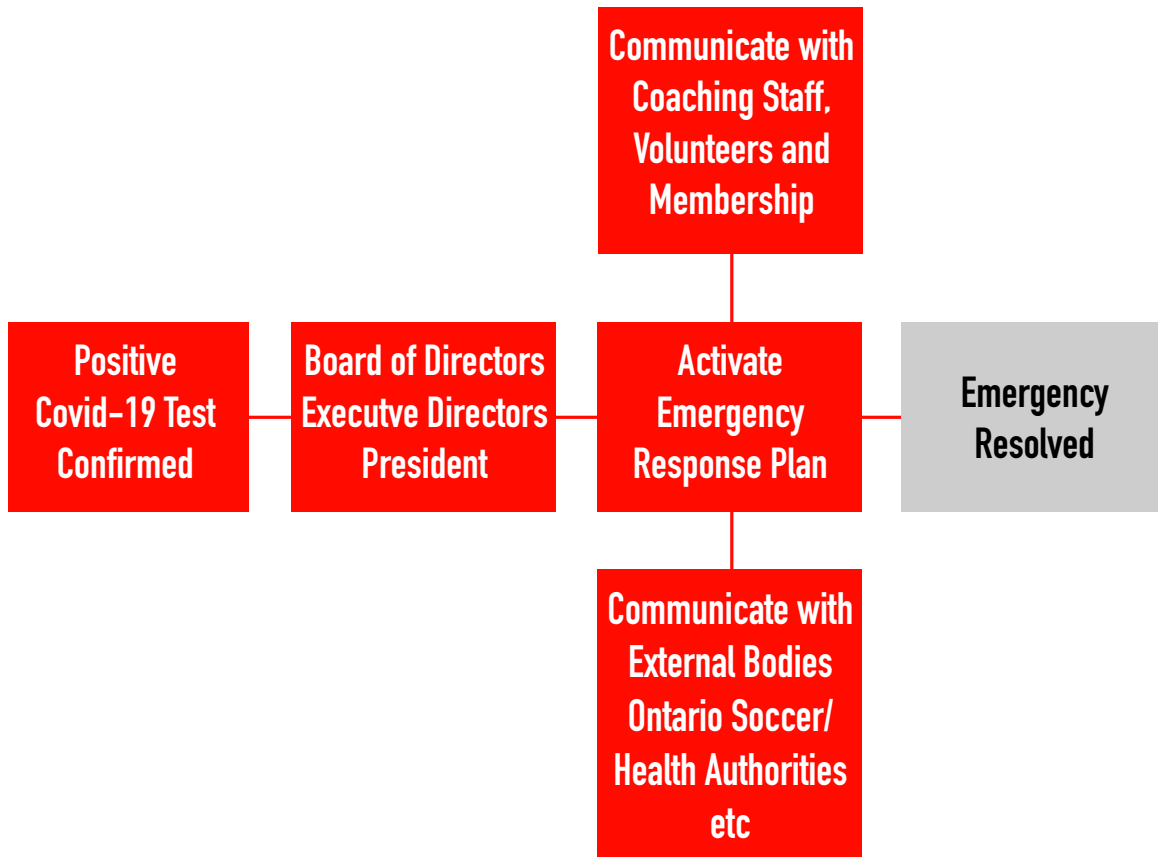 Communicate with
Coaching Staff,
Volunteers and
Membership
Positive
Covid-19 Test
Confirmed
Board of Directors
Executve Directors
President
Activate
Emergency
Response Plan
Emergency
Resolved
Communicate with
External Bodies
Ontario Soccer/
Health Authorities
etc